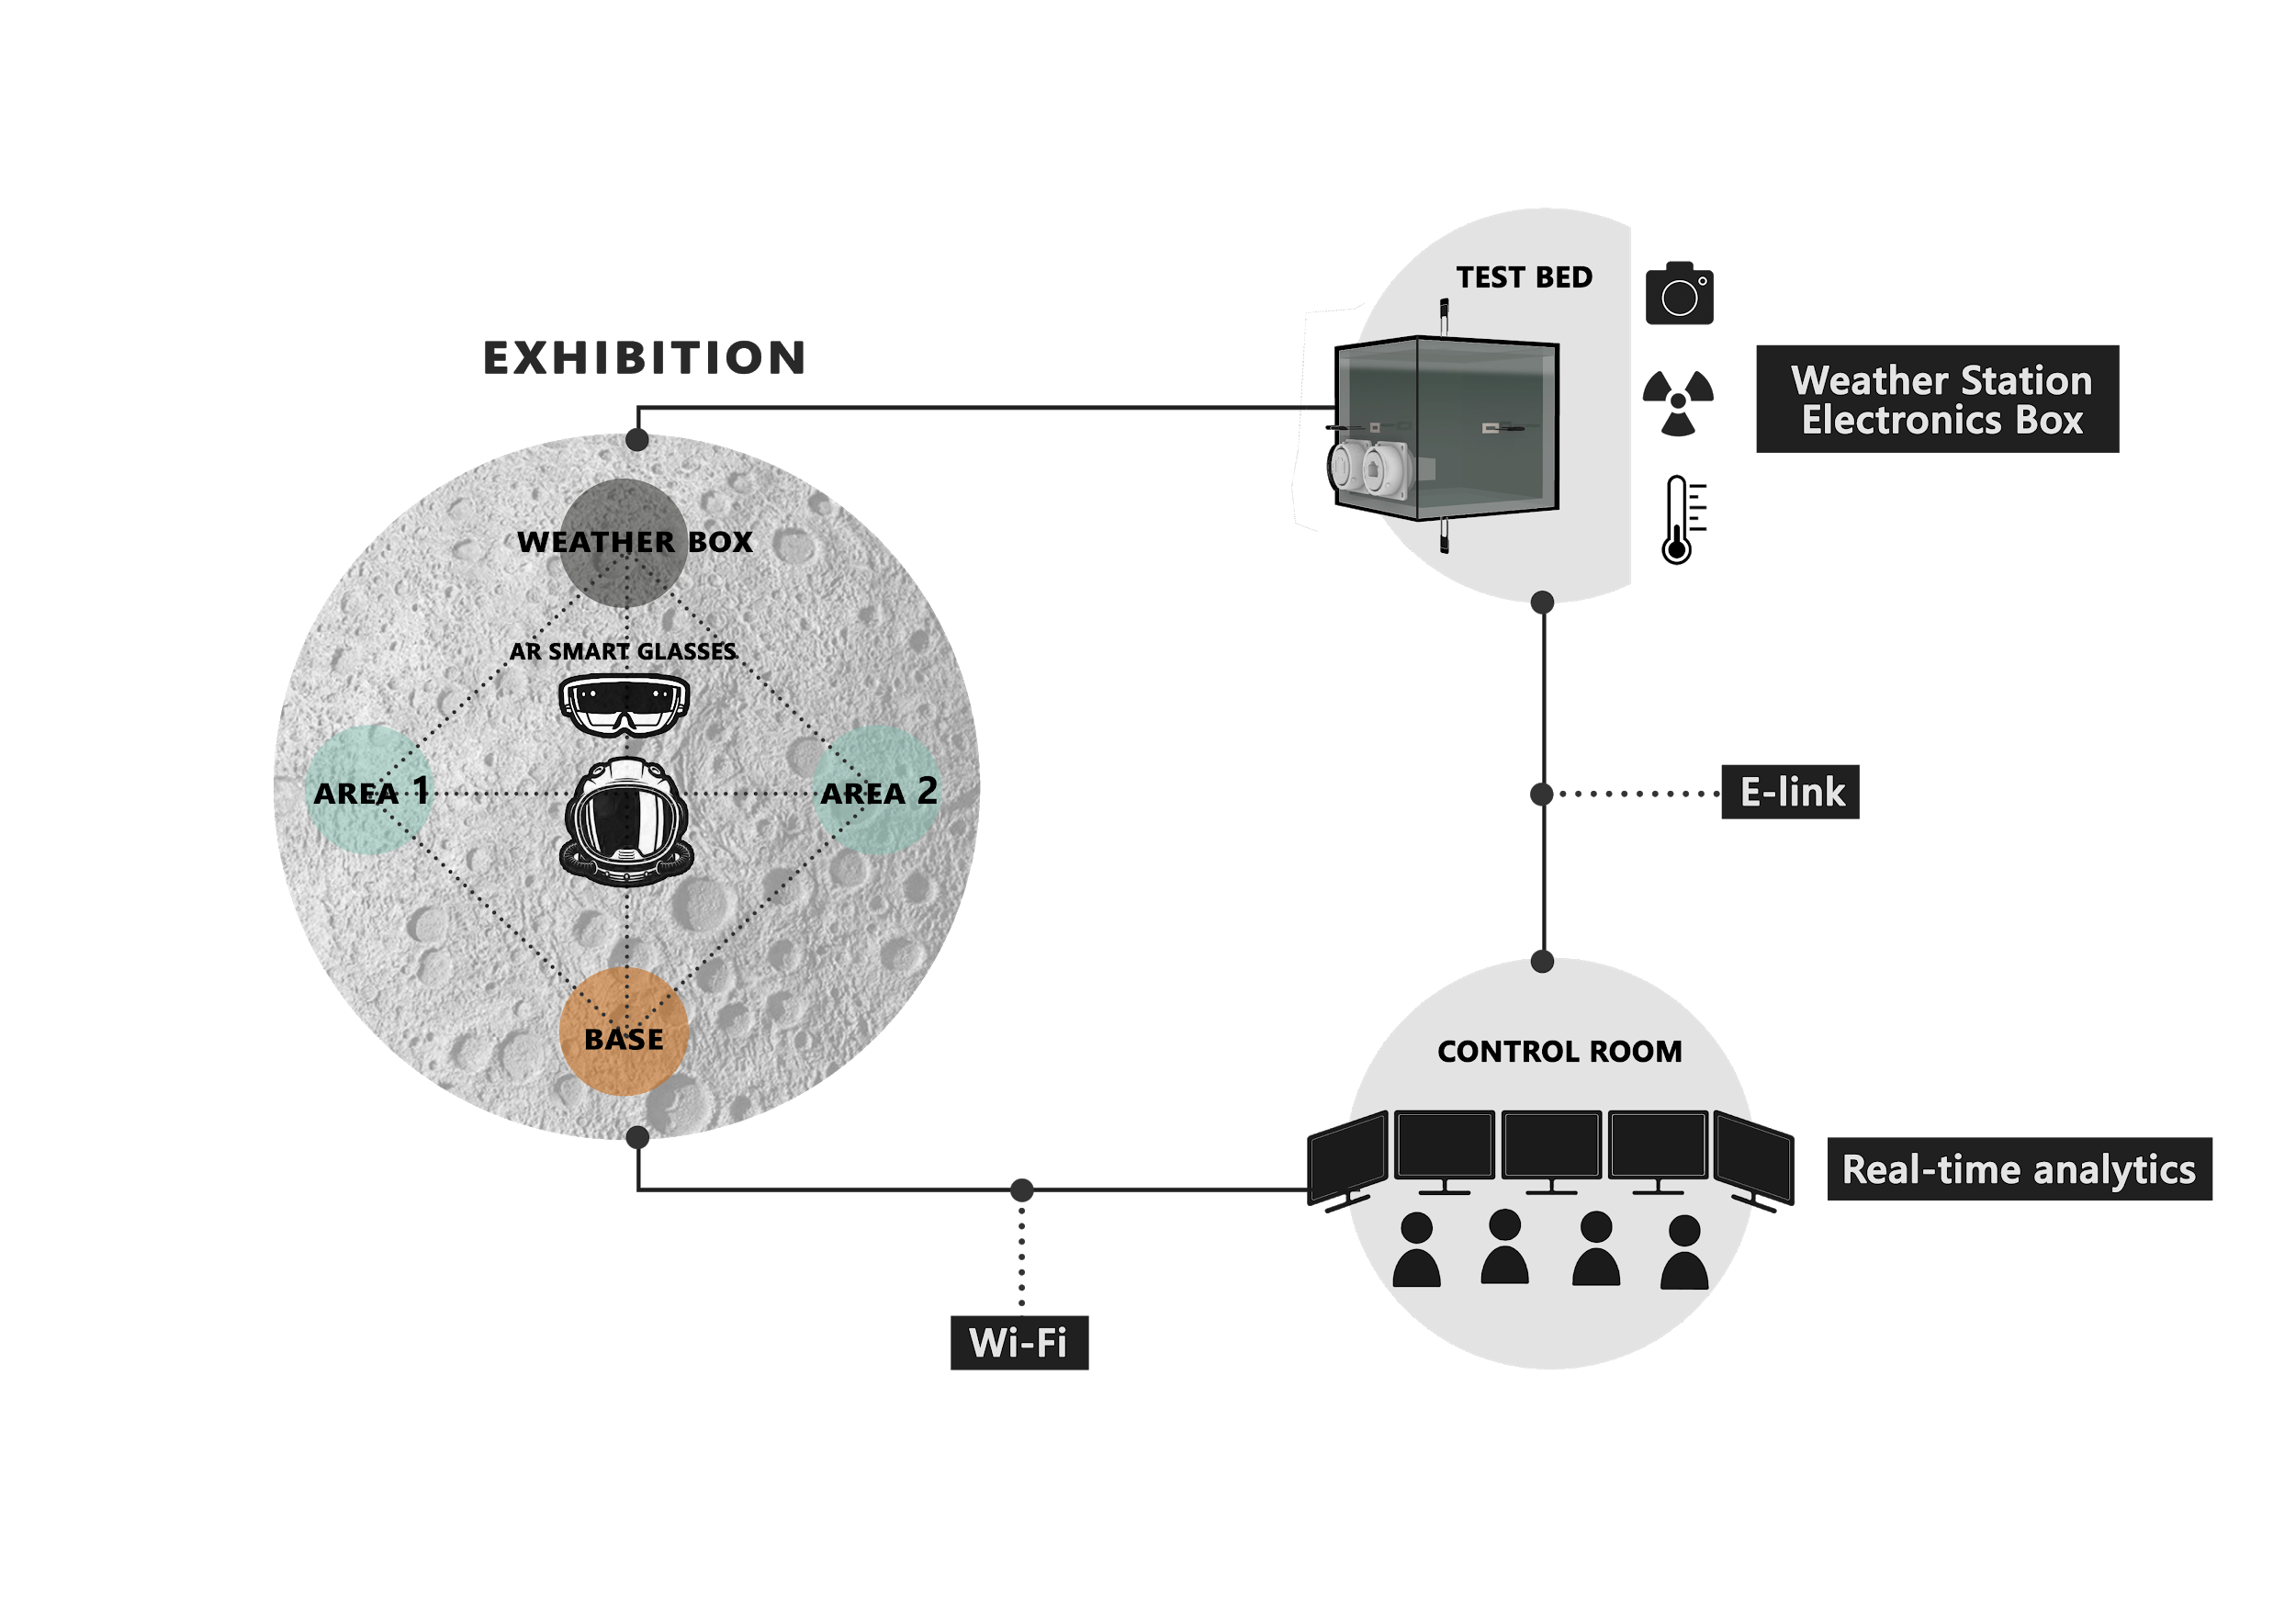 TEST BED
EXHIBITION
Weather Station
Electronics Box
WEATHER BOX
AR SMART GLASSES
AREA 1
AREA 2
E-link
BASE
CONTROL ROOM
Real-time analytics
Wi-Fi